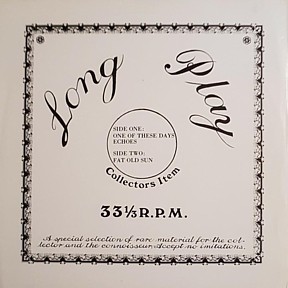 Long Play
SIDE ONE:
ONE OF THESE DAYS
ECHOES
SIDE TWO:
FAT OLD SUN
Collectors Item
33⅓ R.P.M.
A special selection of rare material for the col-
lector and the connoisseur. Accept no imitations.